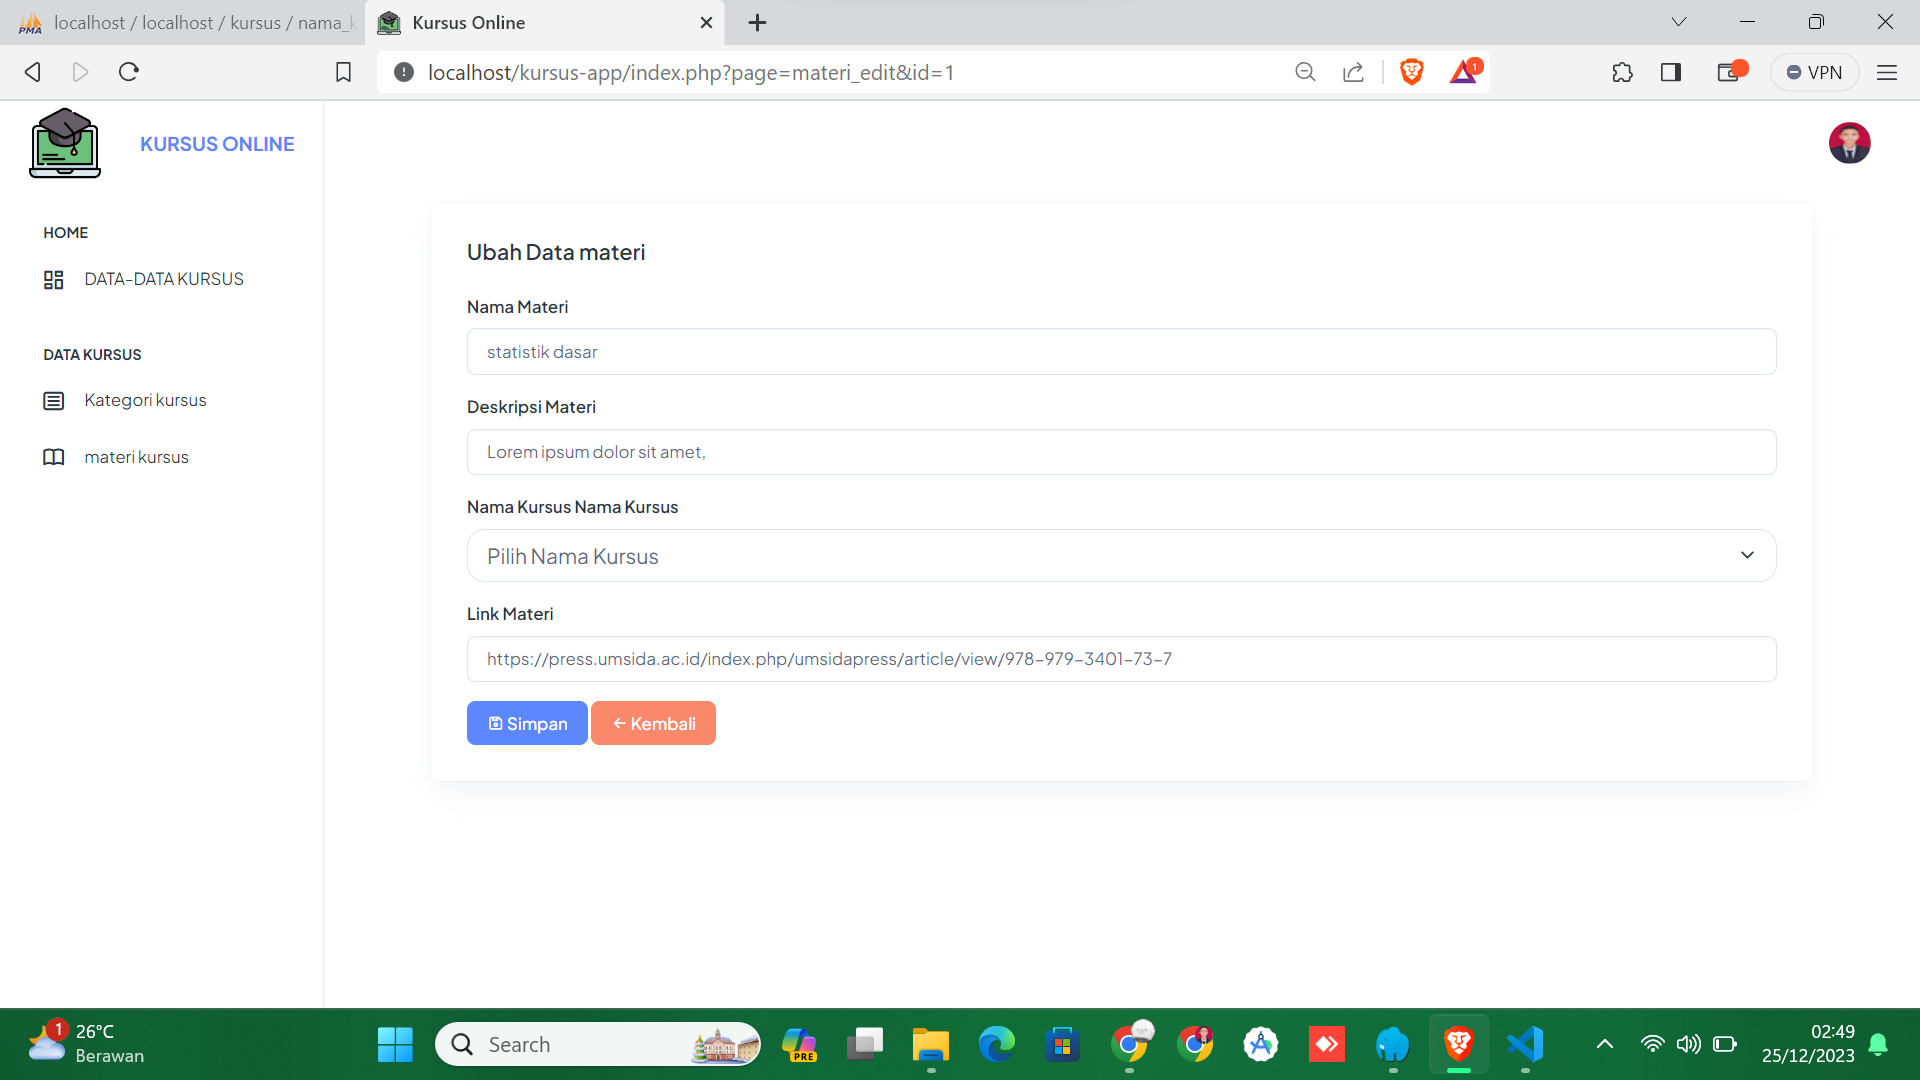 PMA localhost / localhost / kursus / nama_k
Kursus Online
localhost/kursus-app/index.php?page=materi_edit&id=1
1
VPN
KURSUS ONLINE
HOME
DATA-DATA KURSUS
DATA KURSUS
Kategori kursus
materi kursus
Ubah Data materi
Nama Materi
statistik dasar
Deskripsi Materi
Lorem ipsum dolor sit amet,
Nama Kursus Nama Kursus
Pilih Nama Kursus
Link Materi
https://press.umsida.ac.id/index.php/umsidapress/article/view/978-979-3401-73-7
Simpan
Kembali
1
26°C
Berawan
Search
PRE
02:49
25/12/2023